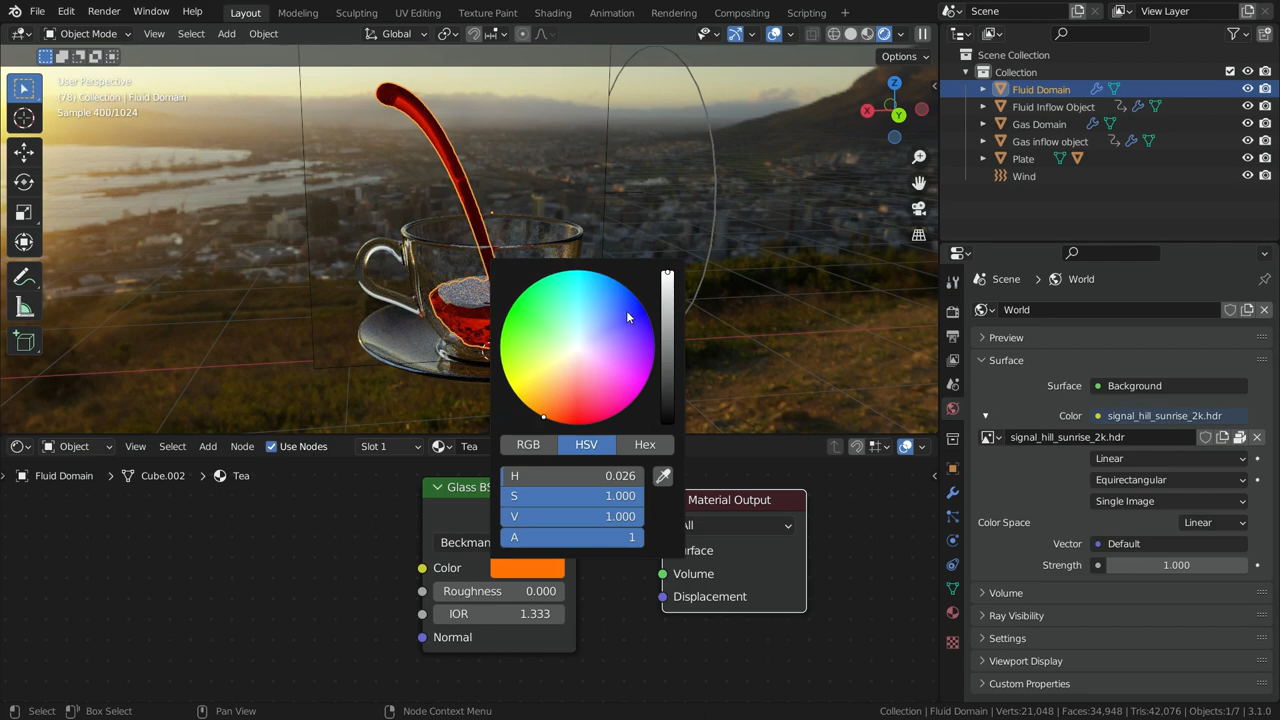 File Edit Render Window Help Layout Modeling Sculpting UV Editing Texture Paint Shading Animation Rendering Compositing Scripting + Scene View Layer
Object Mode View Select Add Object Global
Options
User Perspective
(78) Collection | Fluid Domain
Sample 400/1024
Scene Collection
Collection
Fluid Domain
Fluid Inflow Object
Gas Domain
Gas inflow object
Plate
Wind
X
Y
Z
Scene World
World
Preview
Surface
Surface Background
Color signal_hill_sunrise_2k.hdr
signal_hill_sunrise_2k.hdr
Linear
Equirectangular
Single Image
Color Space Linear
Vector Default
Strength 1.000
Volume
Ray Visibility
Settings
Viewport Display
Custom Properties
RGB HSV Hex
H 0.026
S 1.000
V 1.000
A 1
Object View Select Add Node Use Nodes Slot 1 Tea
Fluid Domain Cube.002 Tea
Glass BS
Beckman
Color
Roughness 0.000
IOR 1.333
Normal
Material Output
All
urface
Volume
Displacement
Select Box Select Pan View Node Context Menu Collection | Fluid Domain | Verts:21,048 | Faces:34,948 | Tris:42,076 | Objects:1/7 | 3.1.0